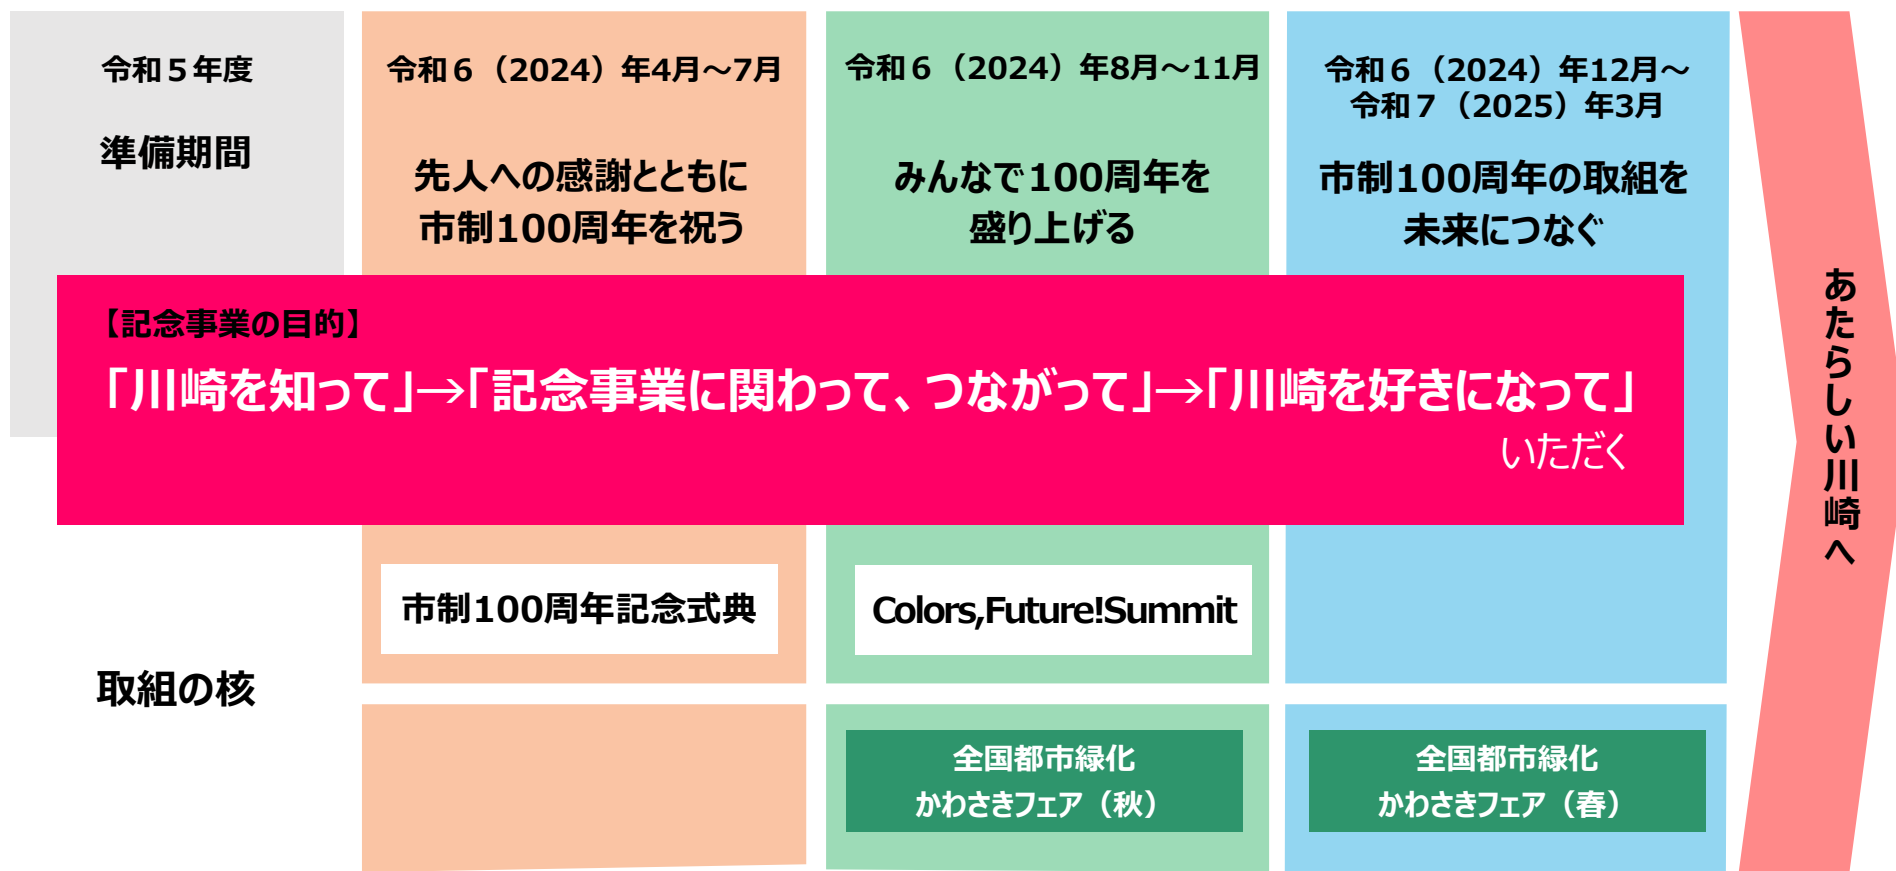 令和５年度
準備期間
令和６（2024）年4月～7月
先人への感謝とともに
市制100周年を祝う
令和６（2024）年8月～11月
みんなで100周年を
盛り上げる
令和６（2024）年12月～
令和７（2025）年3月
市制100周年の取組を
未来につなぐ
【記念事業の目的】
「川崎を知って」→「記念事業に関わって、つながって」→「川崎を好きになって」
いただく
取組の核
市制100周年記念式典
Colors,Future!Summit
全国都市緑化
かわさきフェア（秋）
全国都市緑化
かわさきフェア（春）
あたらしい川崎へ